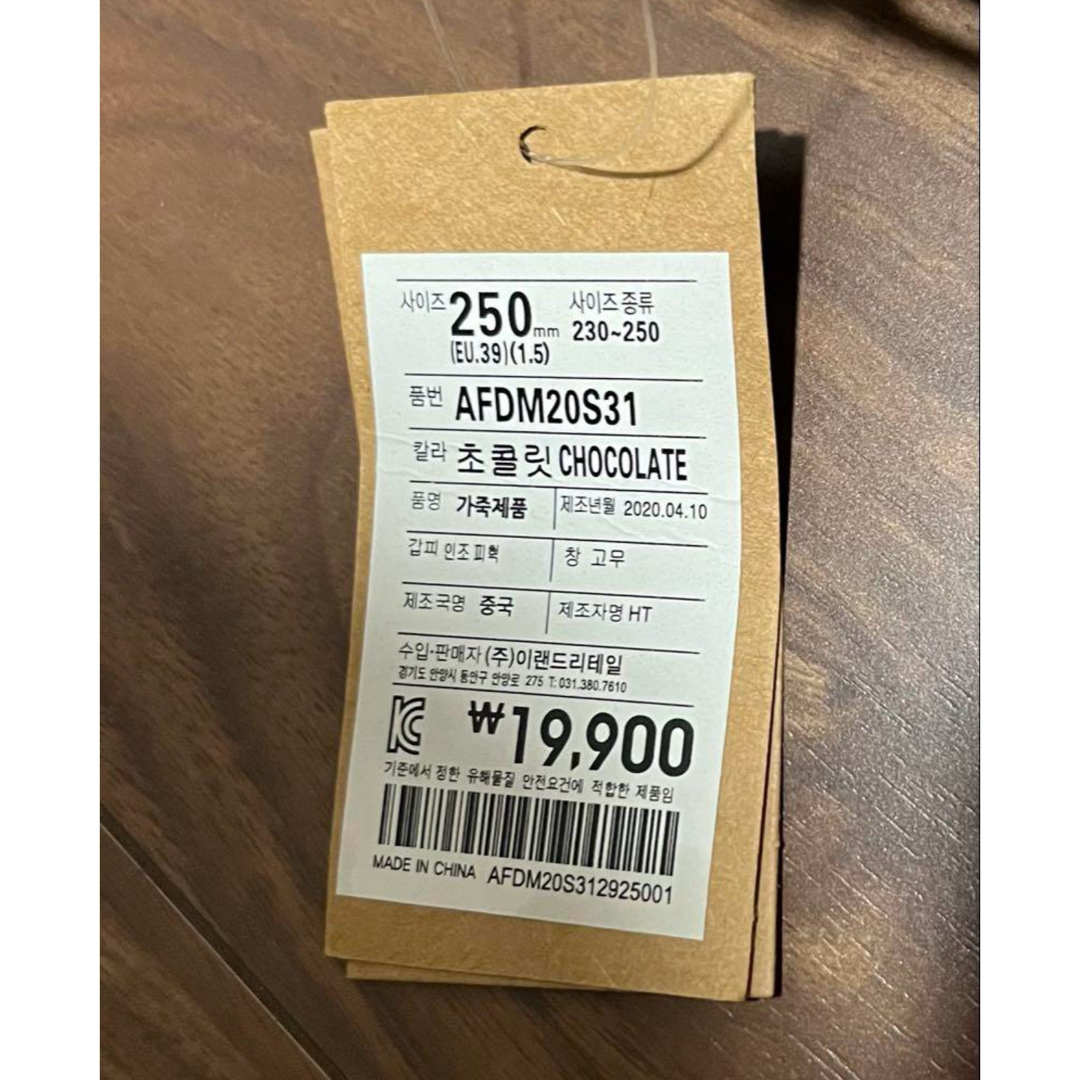 사이즈 250mm 사이즈종류
(EU.39)(1.5) 230~250
품번 AFDM20S31
칼라 초콜릿 CHOCOLATE
품명 가죽제품 제조년월 2020.04.10
갑피 인조피혁 창 고무
제조국명 중국 제조자명 HT
수입·판매자 (주)이랜드리테일
경기도 안양시 동안구 안양로 275 T:031.380.7610
KC ₩19,900
기준에서 정한 유해물질 안전요건에 적합한 제품임
MADE IN CHINA AFDM20S312925001